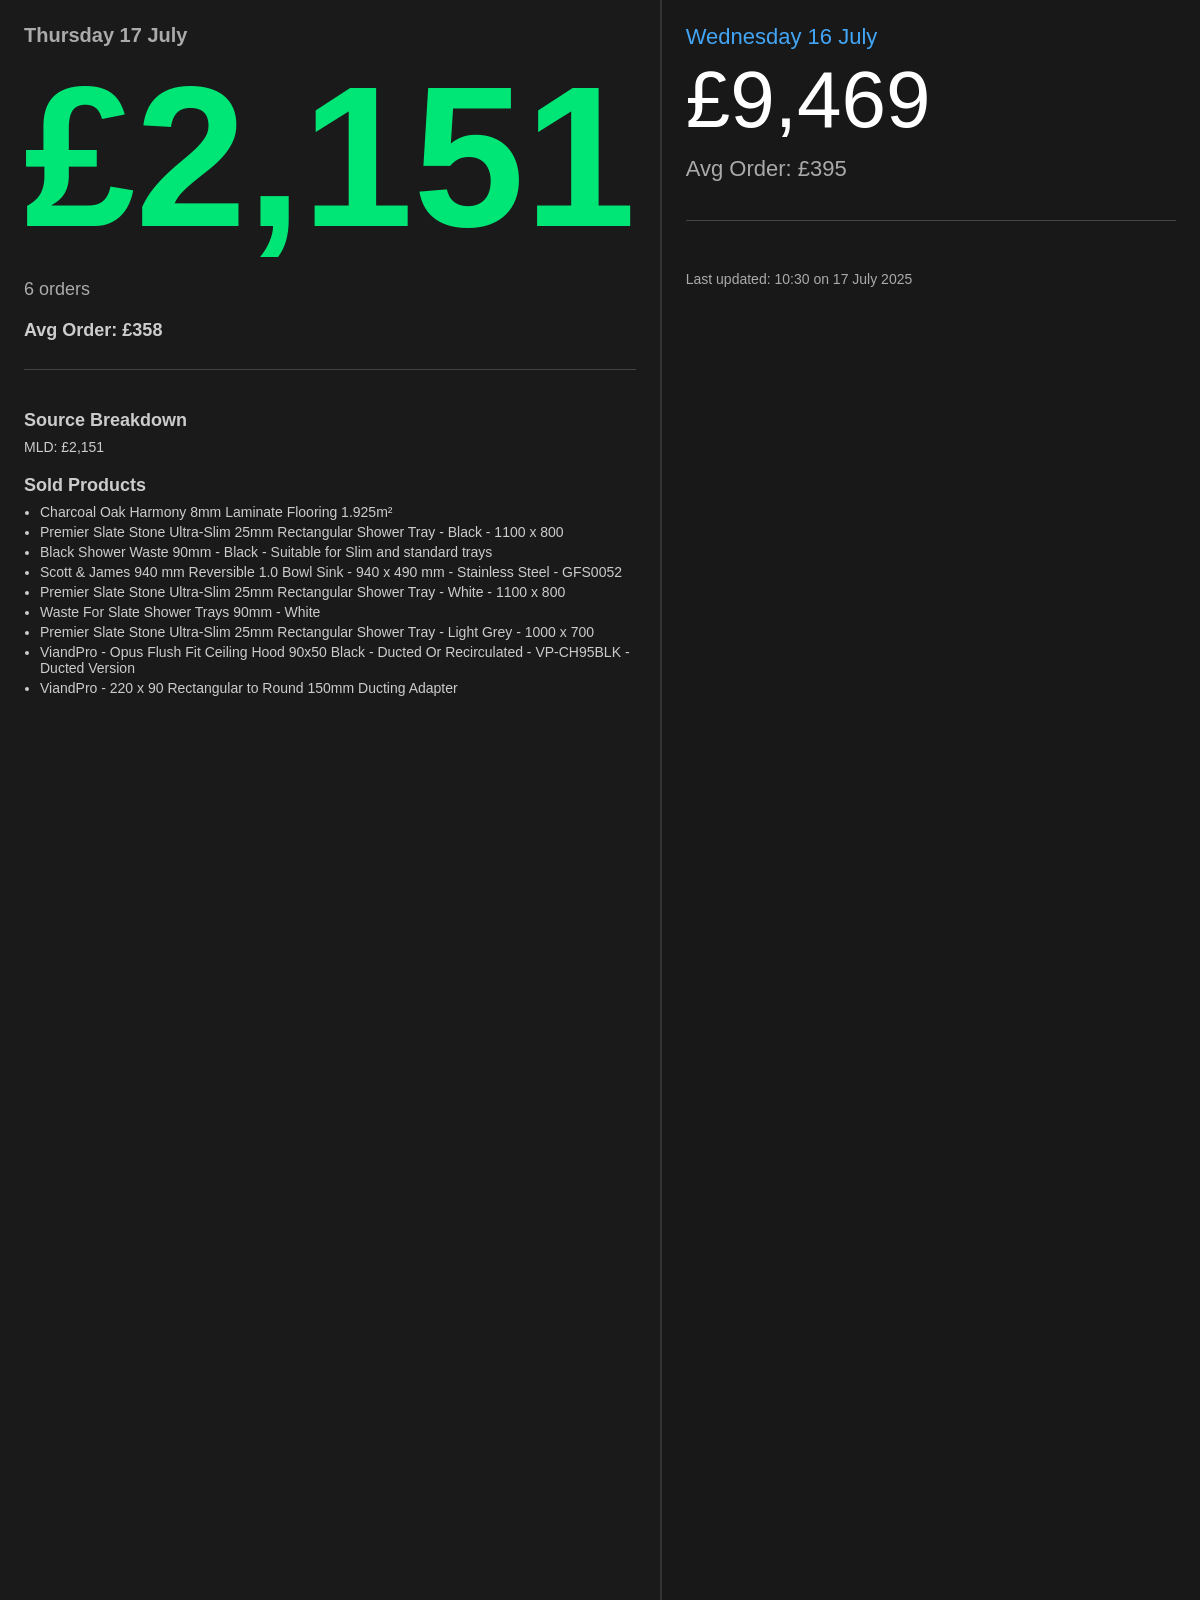 Thursday 17 July
£2,151
6 orders
Avg Order: £358
Source Breakdown
MLD: £2,151
Sold Products
• Charcoal Oak Harmony 8mm Laminate Flooring 1.925m²
• Premier Slate Stone Ultra-Slim 25mm Rectangular Shower Tray - Black - 1100 x 800
• Black Shower Waste 90mm - Black - Suitable for Slim and standard trays
• Scott & James 940 mm Reversible 1.0 Bowl Sink - 940 x 490 mm - Stainless Steel - GFS0052
• Premier Slate Stone Ultra-Slim 25mm Rectangular Shower Tray - White - 1100 x 800
• Waste For Slate Shower Trays 90mm - White
• Premier Slate Stone Ultra-Slim 25mm Rectangular Shower Tray - Light Grey - 1000 x 700
• ViandPro - Opus Flush Fit Ceiling Hood 90x50 Black - Ducted Or Recirculated - VP-CH95BLK -
Ducted Version
• ViandPro - 220 x 90 Rectangular to Round 150mm Ducting Adapter
Wednesday 16 July
£9,469
Avg Order: £395
Last updated: 10:30 on 17 July 2025